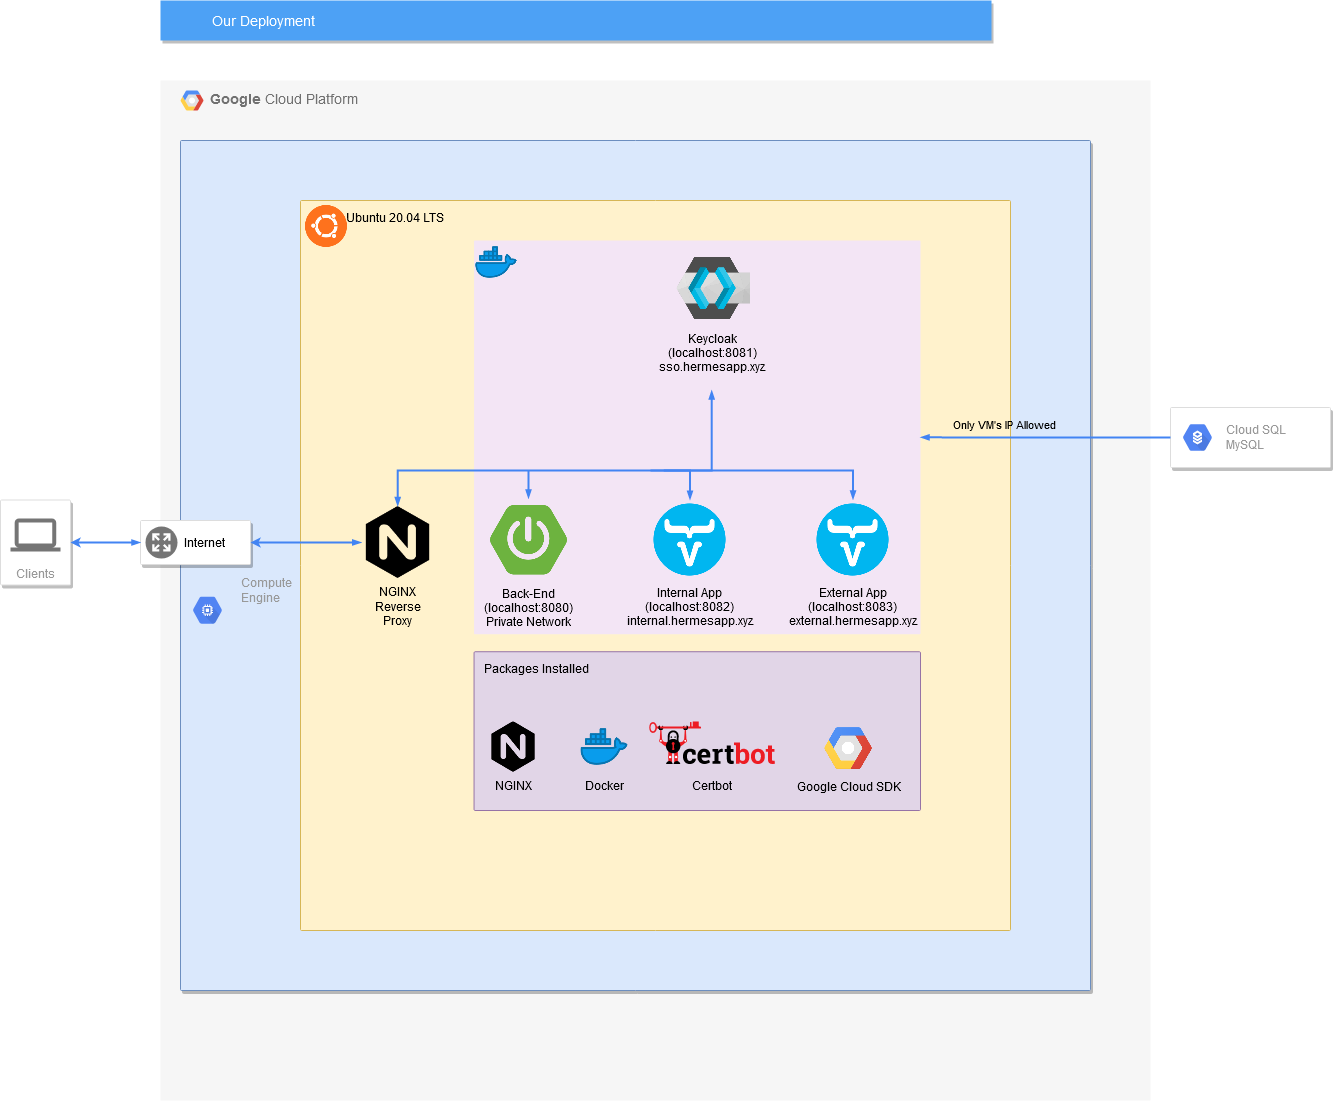 Our Deployment
Google Cloud Platform
Ubuntu 20.04 LTS
Keycloak
(localhost:8081)
sso.hermesapp.xyz
Only VM's IP Allowed
Cloud SQL
MySQL
Clients
Internet
Compute
Engine
NGINX
Reverse
Proxy
Back-End
(localhost:8080)
Private Network
Internal App
(localhost:8082)
internal.hermesapp.xyz
External App
(localhost:8083)
external.hermesapp.xyz
Packages Installed
NGINX
Docker
certbot
Certbot
Google Cloud SDK